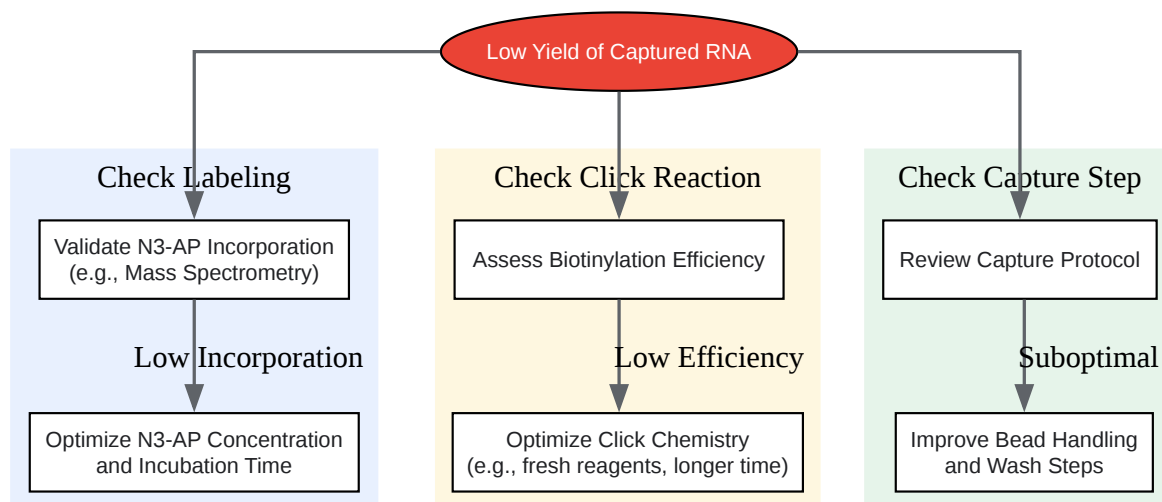 Low Yield of Captured RNA
Check Labeling
Validate N3-AP Incorporation
(e.g., Mass Spectrometry)
Low Incorporation
Optimize N3-AP Concentration
and Incubation Time
Check Click Reaction
Assess Biotinylation Efficiency
Low Efficiency
Optimize Click Chemistry
(e.g., fresh reagents, longer time)
Check Capture Step
Review Capture Protocol
Suboptimal
Improve Bead Handling
and Wash Steps